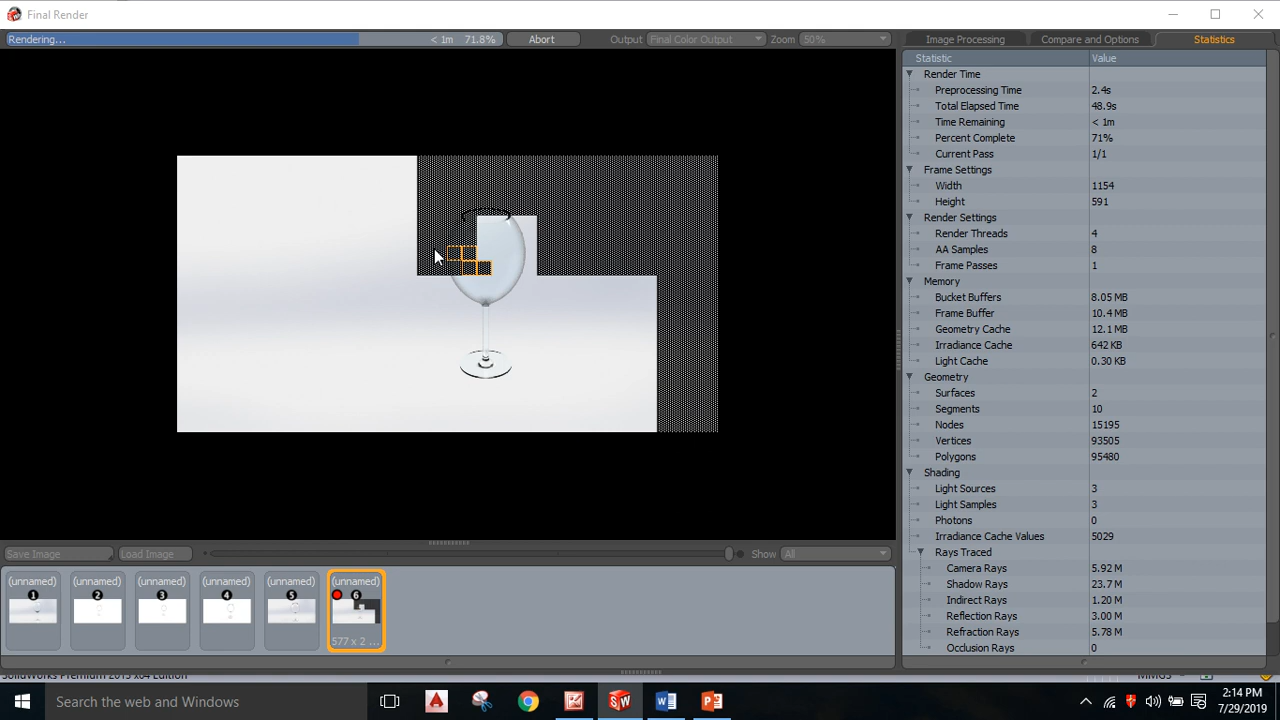 Final Render
Rendering... < 1m 71.8% Abort Output Final Color Output Zoom 50%
Image Processing Compare and Options Statistics
Statistic Value
Render Time
Preprocessing Time 2.4s
Total Elapsed Time 48.9s
Time Remaining < 1m
Percent Complete 71%
Current Pass 1/1
Frame Settings
Width 1154
Height 591
Render Settings
Render Threads 4
AA Samples 8
Frame Passes 1
Memory
Bucket Buffers 8.05 MB
Frame Buffer 10.4 MB
Geometry Cache 12.1 MB
Irradiance Cache 642 KB
Light Cache 0.30 KB
Geometry
Surfaces 2
Segments 10
Nodes 15195
Vertices 93505
Polygons 95480
Shading
Light Sources 3
Light Samples 3
Photons 0
Irradiance Cache Values 5029
Rays Traced
Camera Rays 5.92 M
Shadow Rays 23.7 M
Indirect Rays 1.20 M
Reflection Rays 3.00 M
Refraction Rays 5.78 M
Occlusion Rays 0
Save Image Load Image Show All
(unnamed) (unnamed) (unnamed) (unnamed) (unnamed) (unnamed)
1 2 3 4 5 6
577 x 2 ...
SolidWorks Premium 2015 x64 Edition MMGS
Search the web and Windows
2:14 PM
7/29/2019